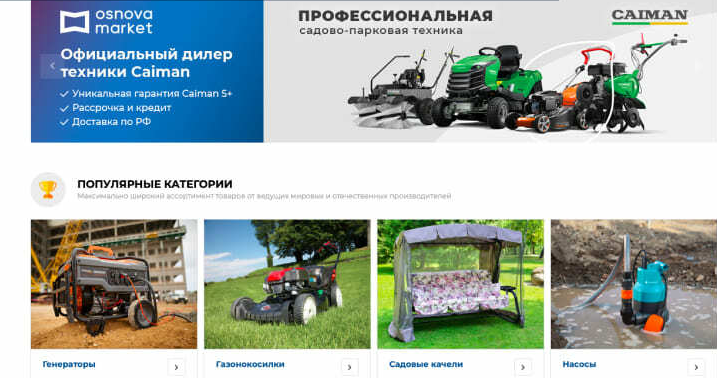 osnova
market
Официальный дилер
техники Caiman
Уникальная гарантия Caiman 5+
Рассрочка и кредит
Доставка по РФ
ПРОФЕССИОНАЛЬНАЯ
садово-парковая техника
CAIMAN
ПОПУЛЯРНЫЕ КАТЕГОРИИ
Максимально широкий ассортимент товаров от ведущих мировых и отечественных производителей
Генераторы
Газонокосилки
Садовые качели
Насосы